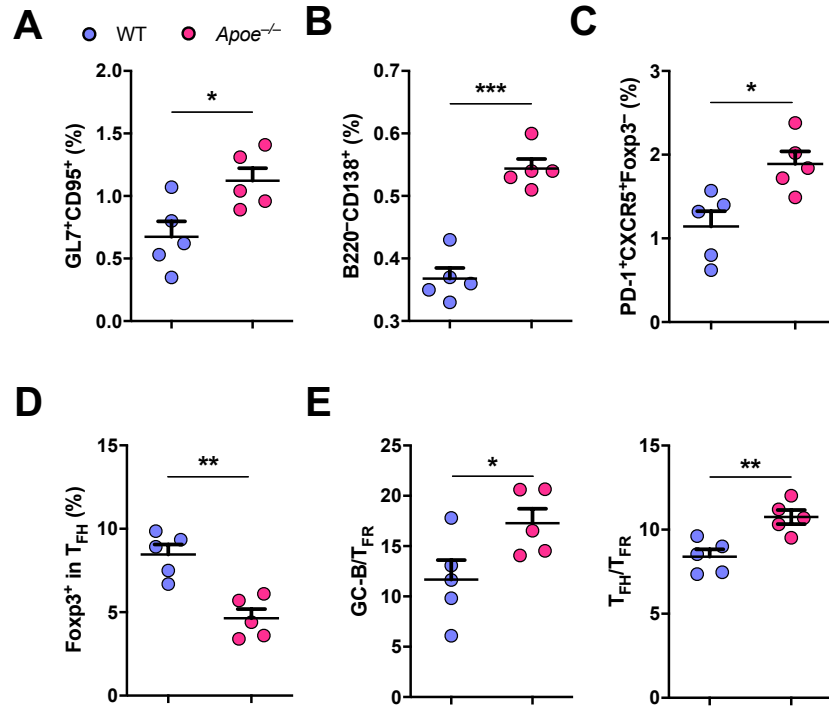 A
WT
Apoe–/–
B
C
GL7+CD95+ (%)
2.0
1.5
1.0
0.5
0.0
*
B220–CD138+ (%)
0.7
0.6
0.5
0.4
0.3
***
PD-1+CXCR5+Foxp3– (%)
3
2
1
0
*
D
E
Foxp3+ in TFH (%)
15
10
5
0
**
GC-B/TFR
25
20
15
10
5
0
*
TFH/TFR
15
10
5
0
**